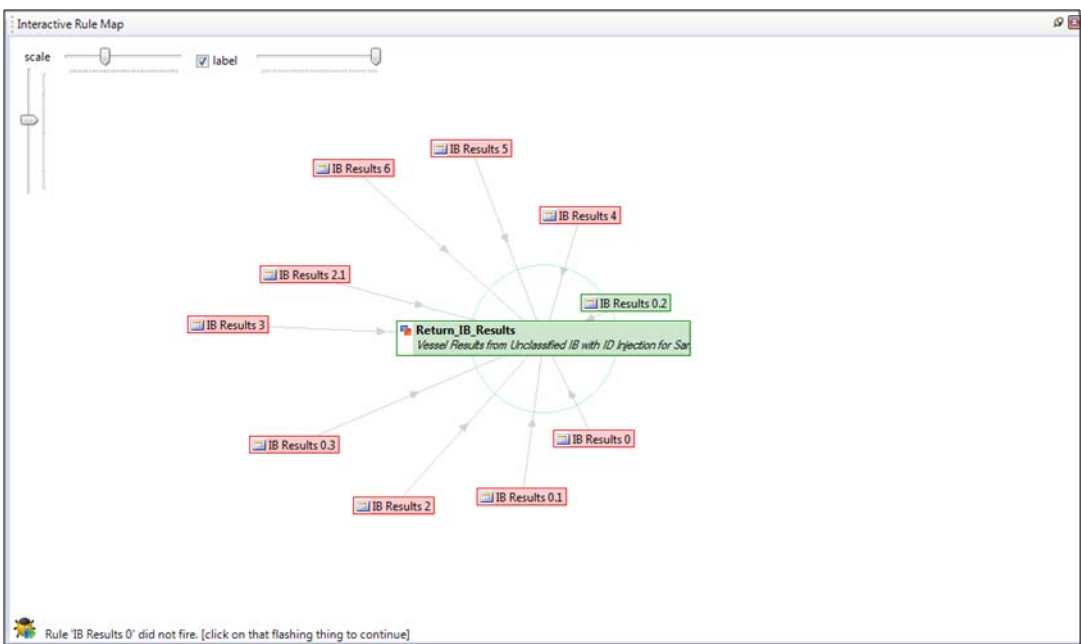 Interactive Rule Map
scale
label
IB Results 5
IB Results 6
IB Results 4
IB Results 2.1
IB Results 0.2
IB Results 3
Return_IB_Results
Vessel Results from Unclassified IB with ID Injection for Sar
IB Results 0
IB Results 0.3
IB Results 0.1
IB Results 2
Rule 'IB Results 0' did not fire. [click on that flashing thing to continue]